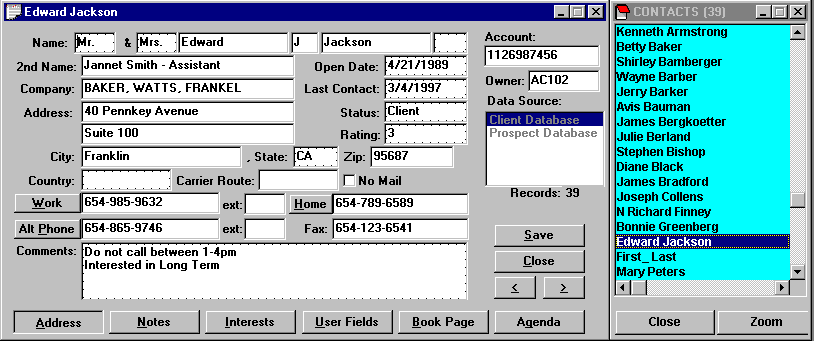 Edward Jackson
Name: Mr. & Mrs. Edward J Jackson
2nd Name: Jannet Smith - Assistant Open Date: 4/21/1989
Company: BAKER, WATTS, FRANKEL Last Contact: 3/4/1997
Address: 40 Pennkey Avenue Status: Client
Suite 100 Rating: 3
City: Franklin , State: CA Zip: 95687
Country: Carrier Route: No Mail
Work 654-985-9632 ext: Home 654-789-6589
Alt Phone 654-865-9746 ext: Fax: 654-123-6541
Comments: Do not call between 1-4pm
Interested in Long Term
Account:
1126987456
Owner: AC102
Data Source:
Client Database
Prospect Database
Records: 39
Save
Close
< >
Address Notes Interests User Fields Book Page Agenda
CONTACTS (39)
Kenneth Armstrong
Betty Baker
Shirley Bamberger
Wayne Barber
Jerry Barker
Avis Bauman
James Bergkoetter
Julie Berland
Stephen Bishop
Diane Black
James Bradford
Joseph Collens
N Richard Finney
Bonnie Greenberg
Edward Jackson
First_ Last
Mary Peters
Close Zoom